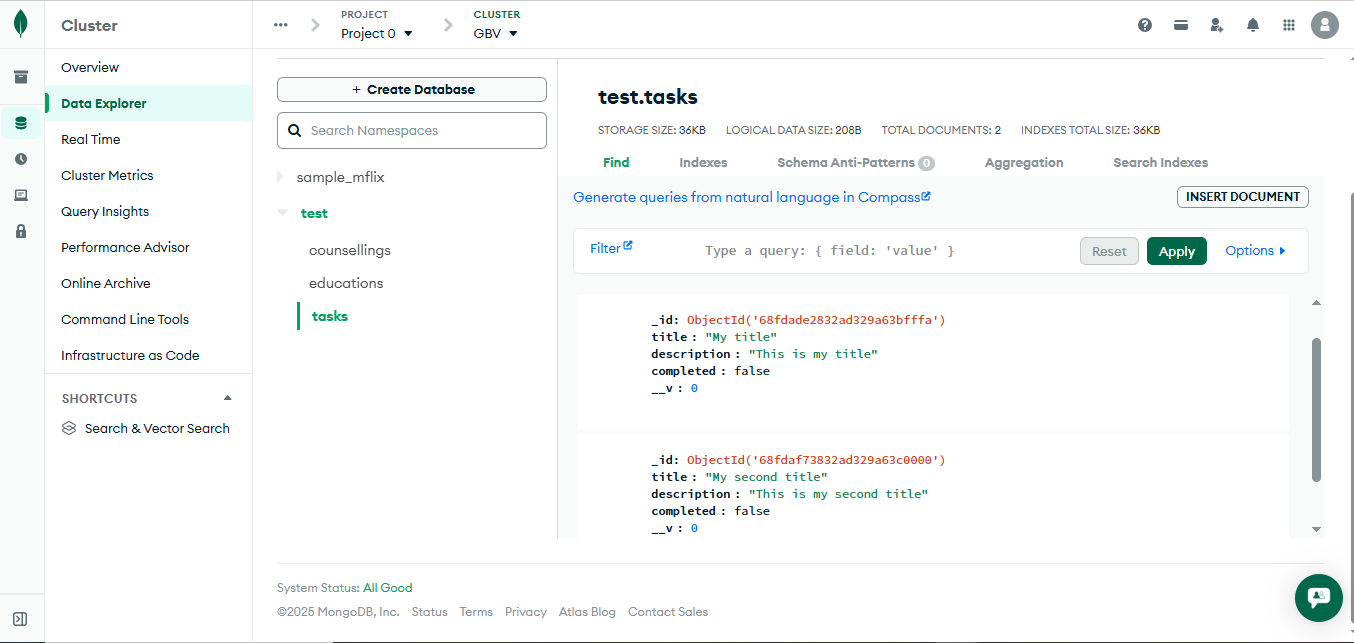 Cluster
•••
PROJECT
Project 0
CLUSTER
GBV
Overview
Data Explorer
Real Time
Cluster Metrics
Query Insights
Performance Advisor
Online Archive
Command Line Tools
Infrastructure as Code
SHORTCUTS
Search & Vector Search
+ Create Database
Search Namespaces
sample_mflix
test
counsellings
educations
tasks
test.tasks
STORAGE SIZE: 36KB LOGICAL DATA SIZE: 208B TOTAL DOCUMENTS: 2 INDEXES TOTAL SIZE: 36KB
Find Indexes Schema Anti-Patterns 0 Aggregation Search Indexes
Generate queries from natural language in Compass
INSERT DOCUMENT
Filter Type a query: { field: 'value' } Reset Apply Options
_id: ObjectId('68fdade2832ad329a63bfffa')
title : "My title"
description : "This is my title"
completed : false
__v : 0
_id: ObjectId('68fdaf73832ad329a63c0000')
title : "My second title"
description : "This is my second title"
completed : false
__v : 0
System Status: All Good
©2025 MongoDB, Inc. Status Terms Privacy Atlas Blog Contact Sales